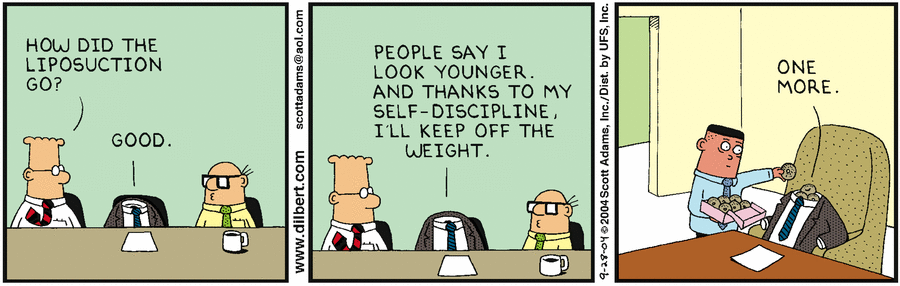 HOW DID THE
LIPOSUCTION
GO?
GOOD.
scottadams@aol.com
www.dilbert.com
PEOPLE SAY I
LOOK YOUNGER.
AND THANKS TO MY
SELF-DISCIPLINE,
I'LL KEEP OFF THE
WEIGHT.
9-28-04 © 2004 Scott Adams, Inc./Dist. by UFS, Inc.
ONE
MORE.